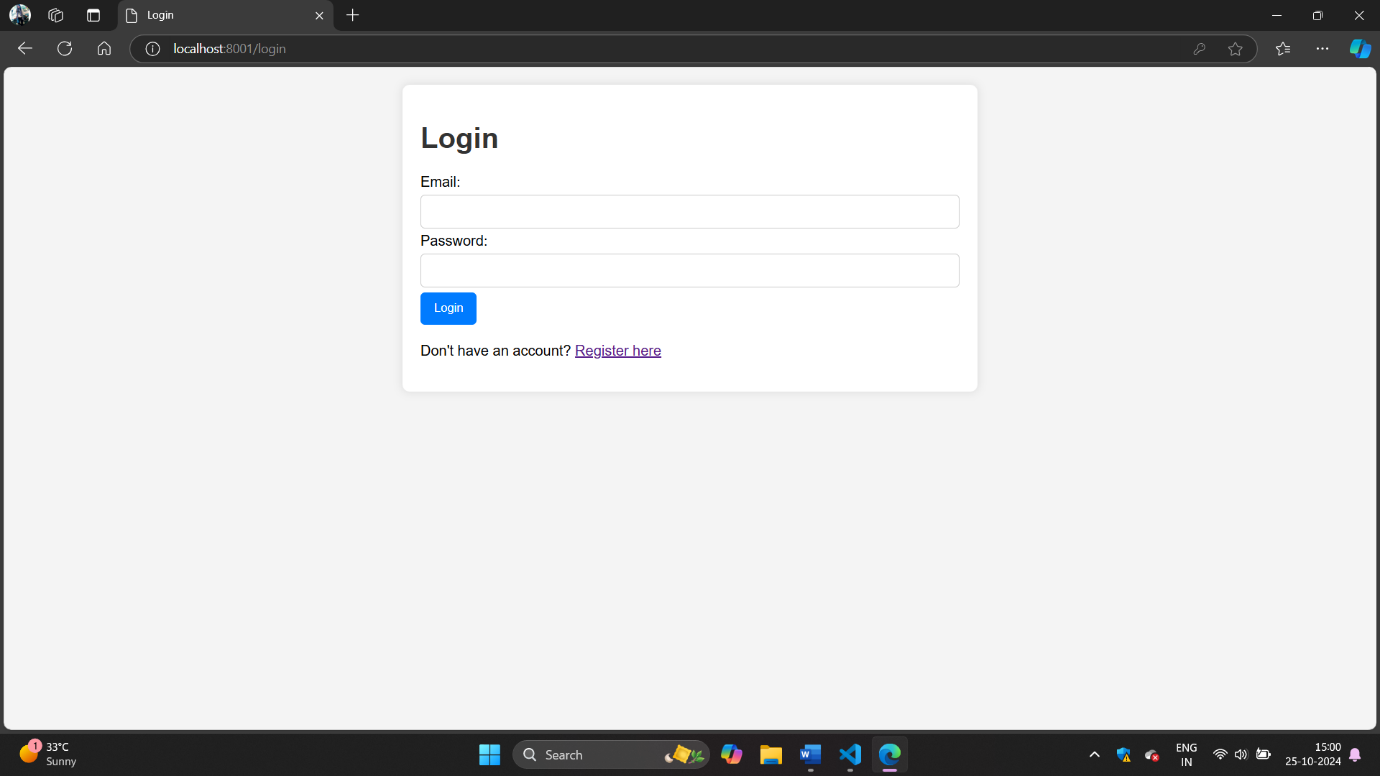 Login
localhost:8001/login
Login
Email:
Password:
Login
Don't have an account? Register here
1
33°C
Sunny
Search
W
ENG
IN
15:00
25-10-2024